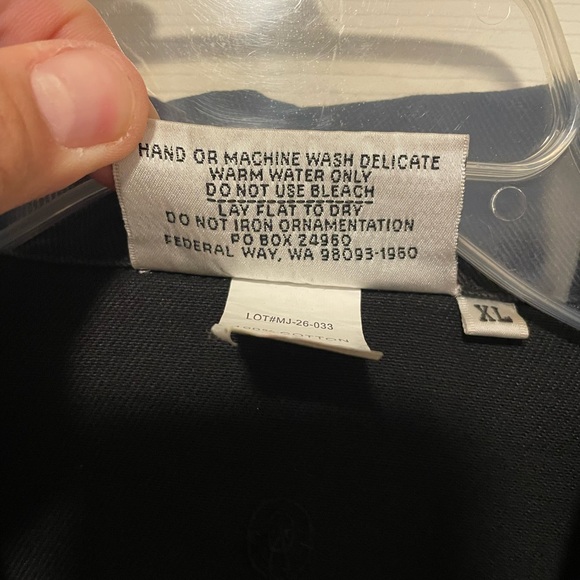 HAND OR MACHINE WASH DELICATE
WARM WATER ONLY
DO NOT USE BLEACH
LAY FLAT TO DRY
DO NOT IRON ORNAMENTATION
PO BOX 24960
FEDERAL WAY, WA 98093-1960
LOT#MJ-26-033
COTTON
XL